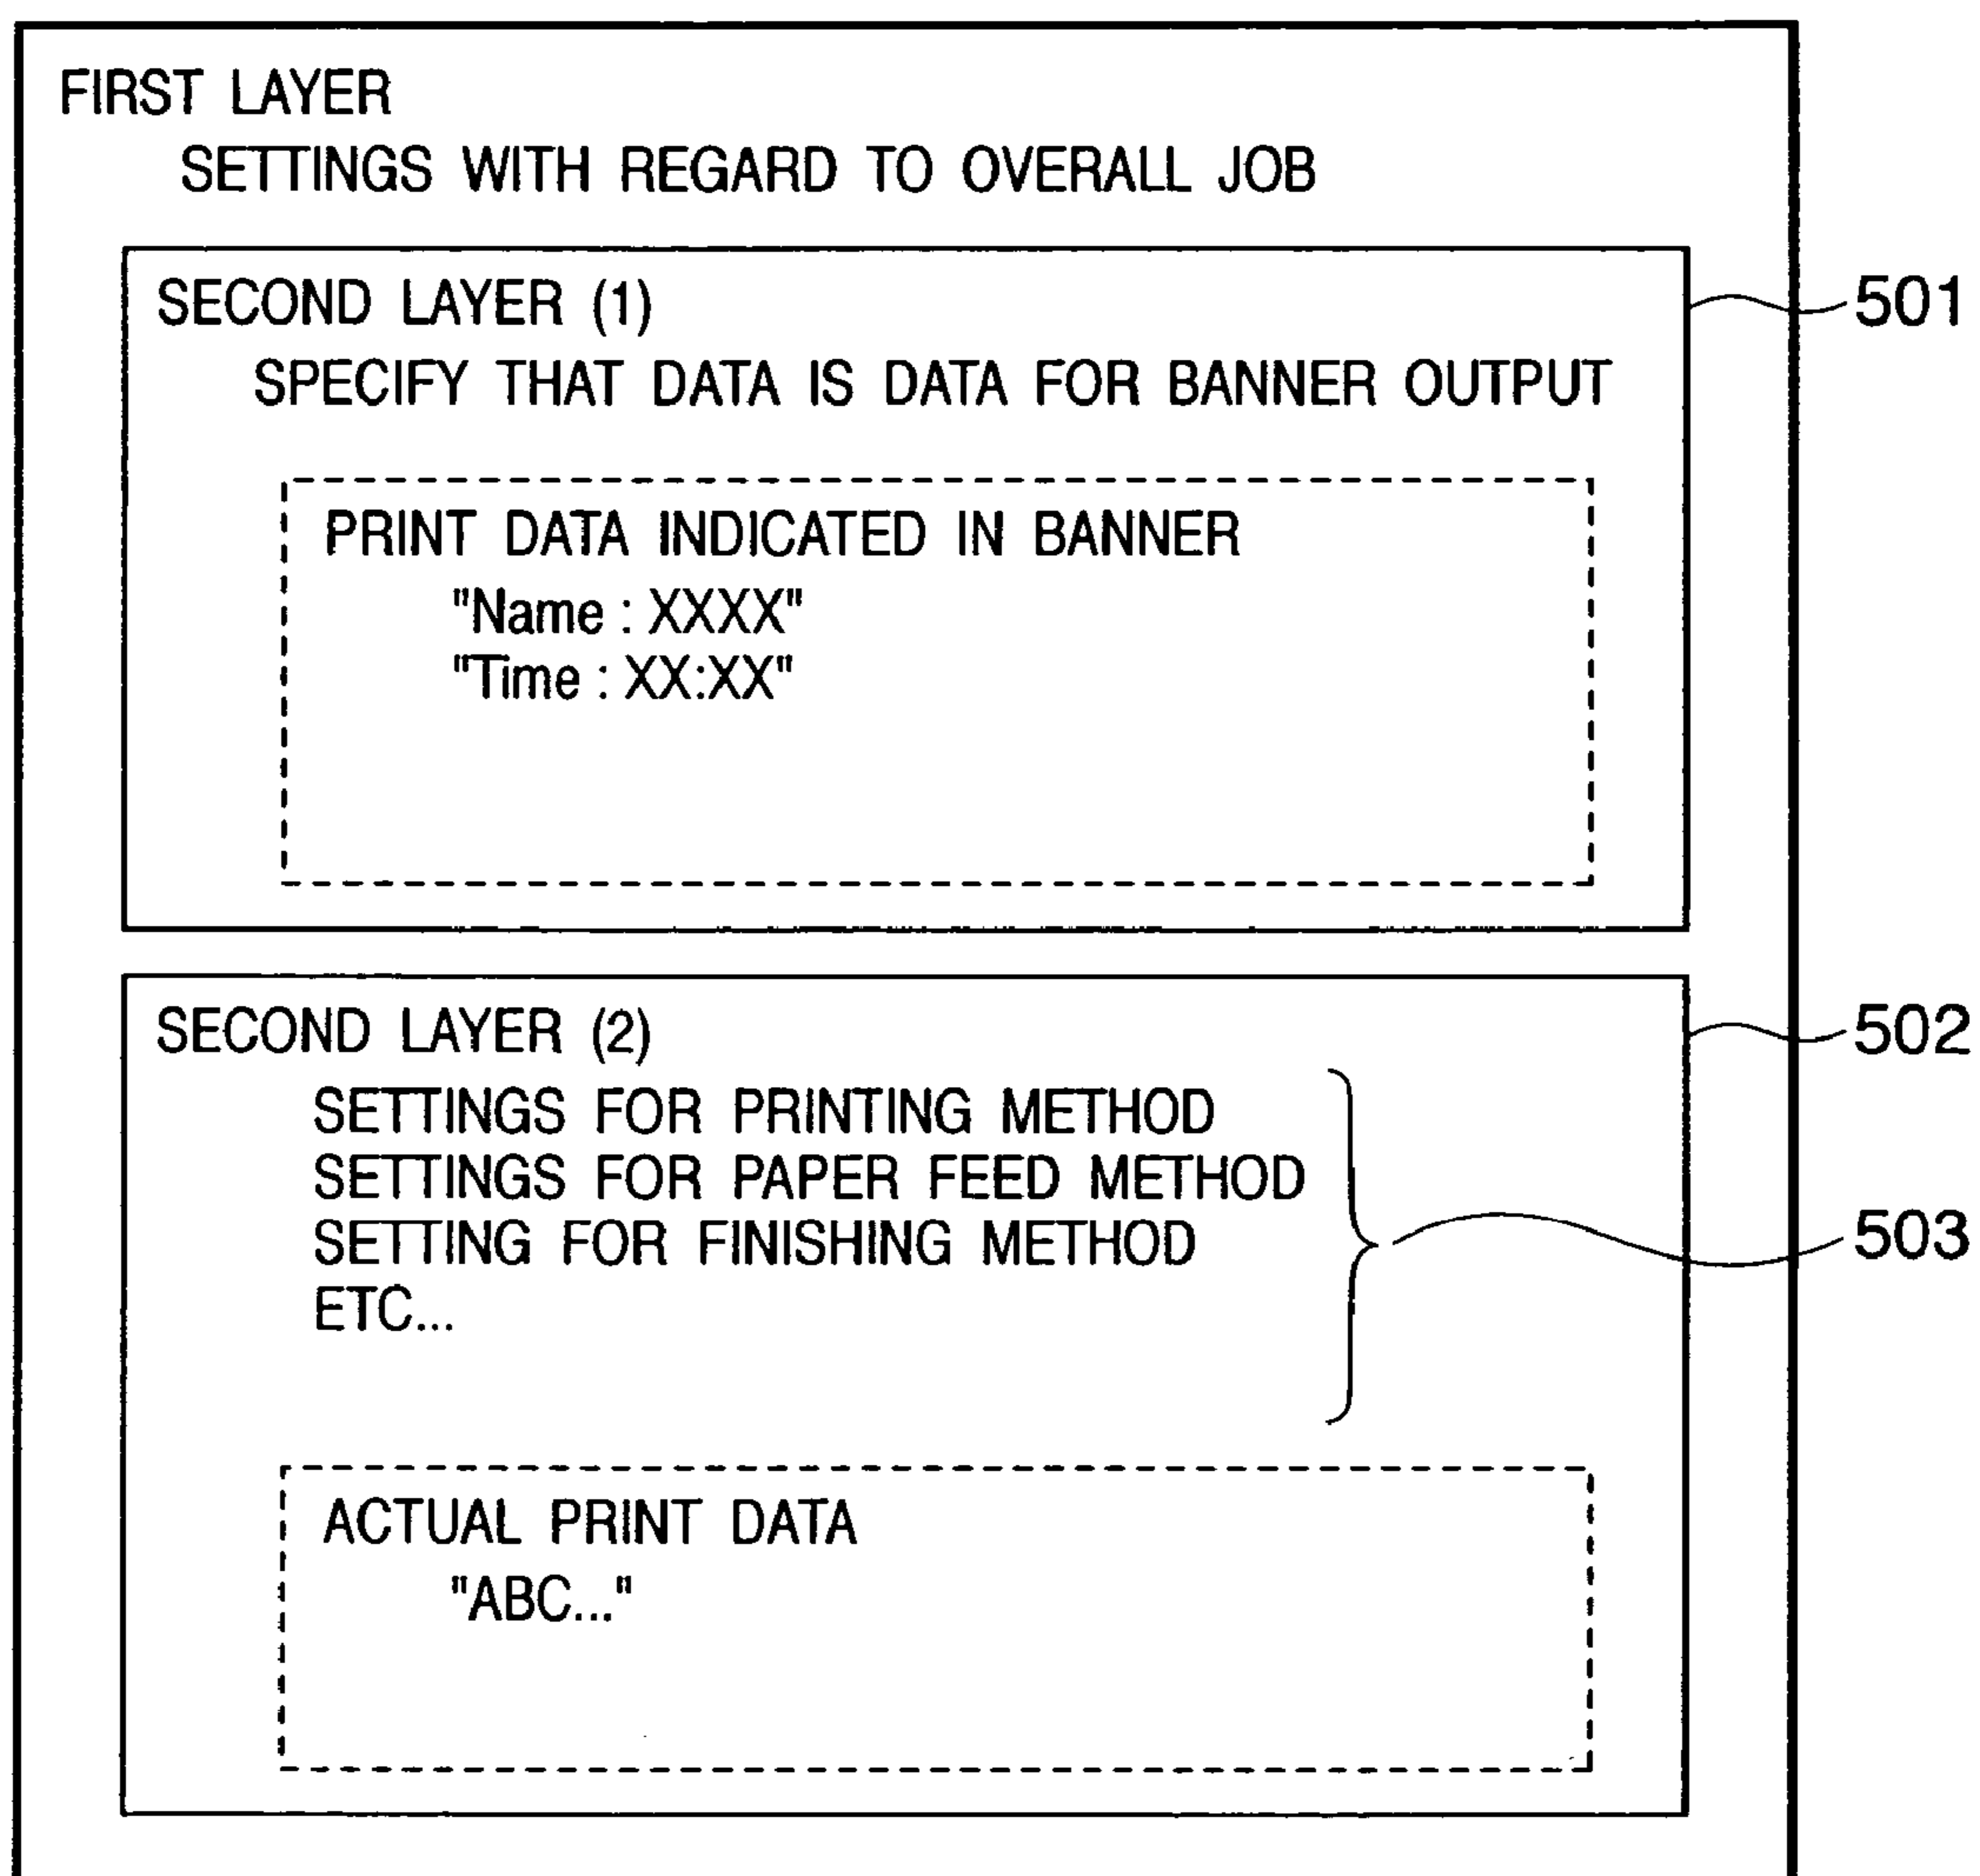 FIRST LAYER
SETTINGS WITH REGARD TO OVERALL JOB
SECOND LAYER (1)
501
SPECIFY THAT DATA IS DATA FOR BANNER OUTPUT
PRINT DATA INDICATED IN BANNER
"Name : XXXX"
"Time : XX:XX"
SECOND LAYER (2)
502
SETTINGS FOR PRINTING METHOD
SETTINGS FOR PAPER FEED METHOD
SETTING FOR FINISHING METHOD
503
ETC...
ACTUAL PRINT DATA
"ABC..."